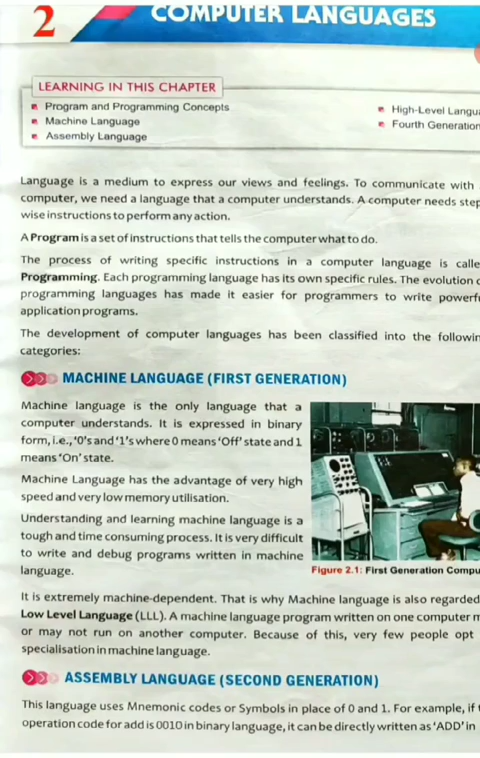 2
COMPUTER LANGUAGES
LEARNING IN THIS CHAPTER
Program and Programming Concepts
Machine Language
Assembly Language
High-Level
Fourth Generation
Language is a medium to express our views and feelings. To communicate with
computer, we need a language that a computer understands. A computer needs step
wise instructions to perform any action.
A Program is a set of instructions that tells the computer what to do.
The process of writing specific instructions in a computer language is
Programming. Each programming language has its own specific rules. The evolution
programming languages has made it easier for programmers to write
application programs.
The development of computer languages has been classified into the
categories:
MACHINE LANGUAGE (FIRST GENERATION)
Machine language is the only language that a
computer understands. It is expressed in binary
form, i.e., '0's and '1's where 0 means 'Off' state and 1
means 'On' state.
Machine Language has the advantage of very high
speed and very low memory utilisation.
Understanding and learning machine language is a
tough and time consuming process. It is very difficult
to write and debug programs written in machine
language.
Figure 2.1: First Generation
It is extremely machine-dependent. That is why Machine language is also regarded
Low Level Language (LLL). A machine language program written on one computer
or may not run on another computer. Because of this, very few people opt
specialisation in machine language.
ASSEMBLY LANGUAGE (SECOND GENERATION)
This language uses Mnemonic codes or Symbols in place of 0 and 1. For example, if
operation code for add is 0010 in binary language, it can be directly written as 'ADD' in